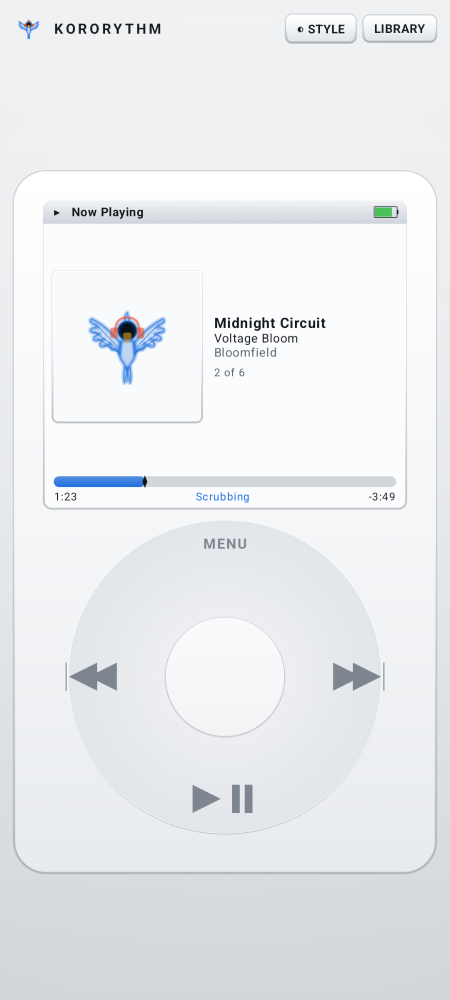 KORORYTHM
STYLE
LIBRARY
Now Playing
Midnight Circuit
Voltage Bloom
Bloomfield
2 of 6
1:23
Scrubbing
-3:49
MENU